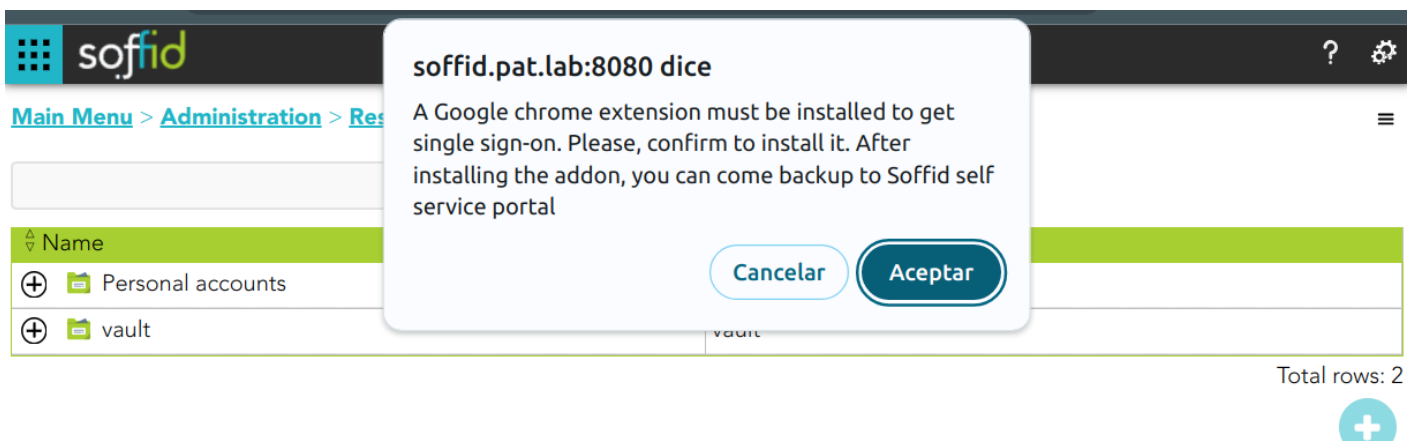 soffid
?
soffid.pat.lab:8080 dice
A Google chrome extension must be installed to get
single sign-on. Please, confirm to install it. After
installing the addon, you can come backup to Soffid self
service portal
Cancelar
Aceptar
Main Menu > Administration > Res
Name
Personal accounts
vault
vault
Total rows: 2